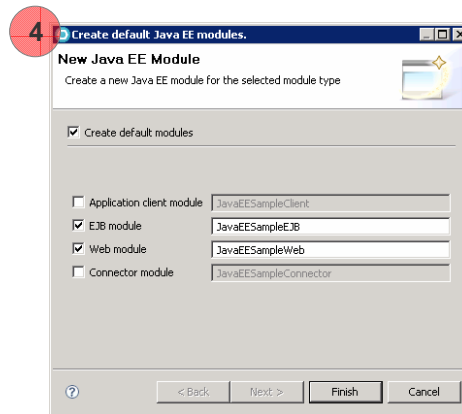 4
Create default Java EE modules.
New Java EE Module
Create a new Java EE module for the selected module type
Create default modules
Application client module JavaEESampleClient
EJB module JavaEESampleEJB
Web module JavaEESampleWeb
Connector module JavaEESampleConnector
? < Back Next > Finish Cancel